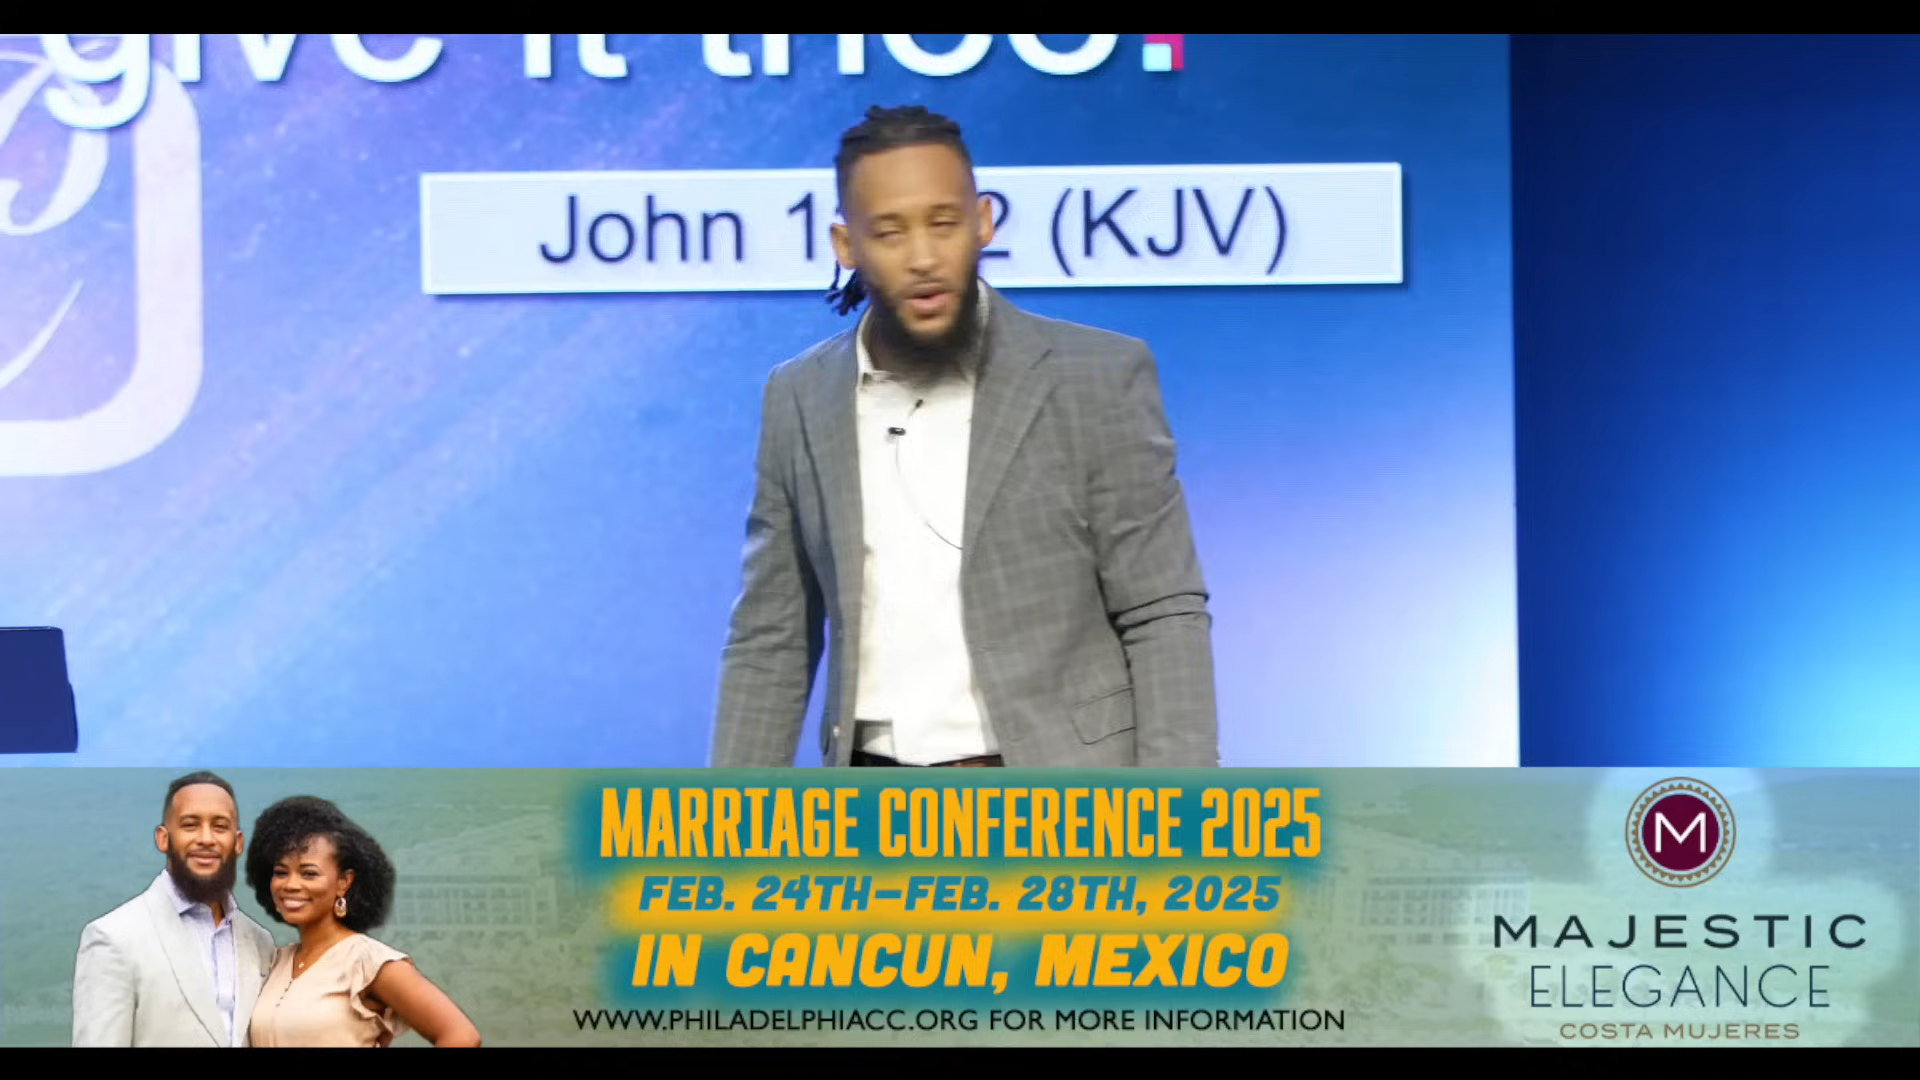 give it thee.
John 1 2 (KJV)
MARRIAGE CONFERENCE 2025
FEB. 24TH-FEB. 28TH, 2025
IN CANCUN, MEXICO
WWW.PHILADELPHIACC.ORG FOR MORE INFORMATION
M
MAJESTIC
ELEGANCE
COSTA MUJERES